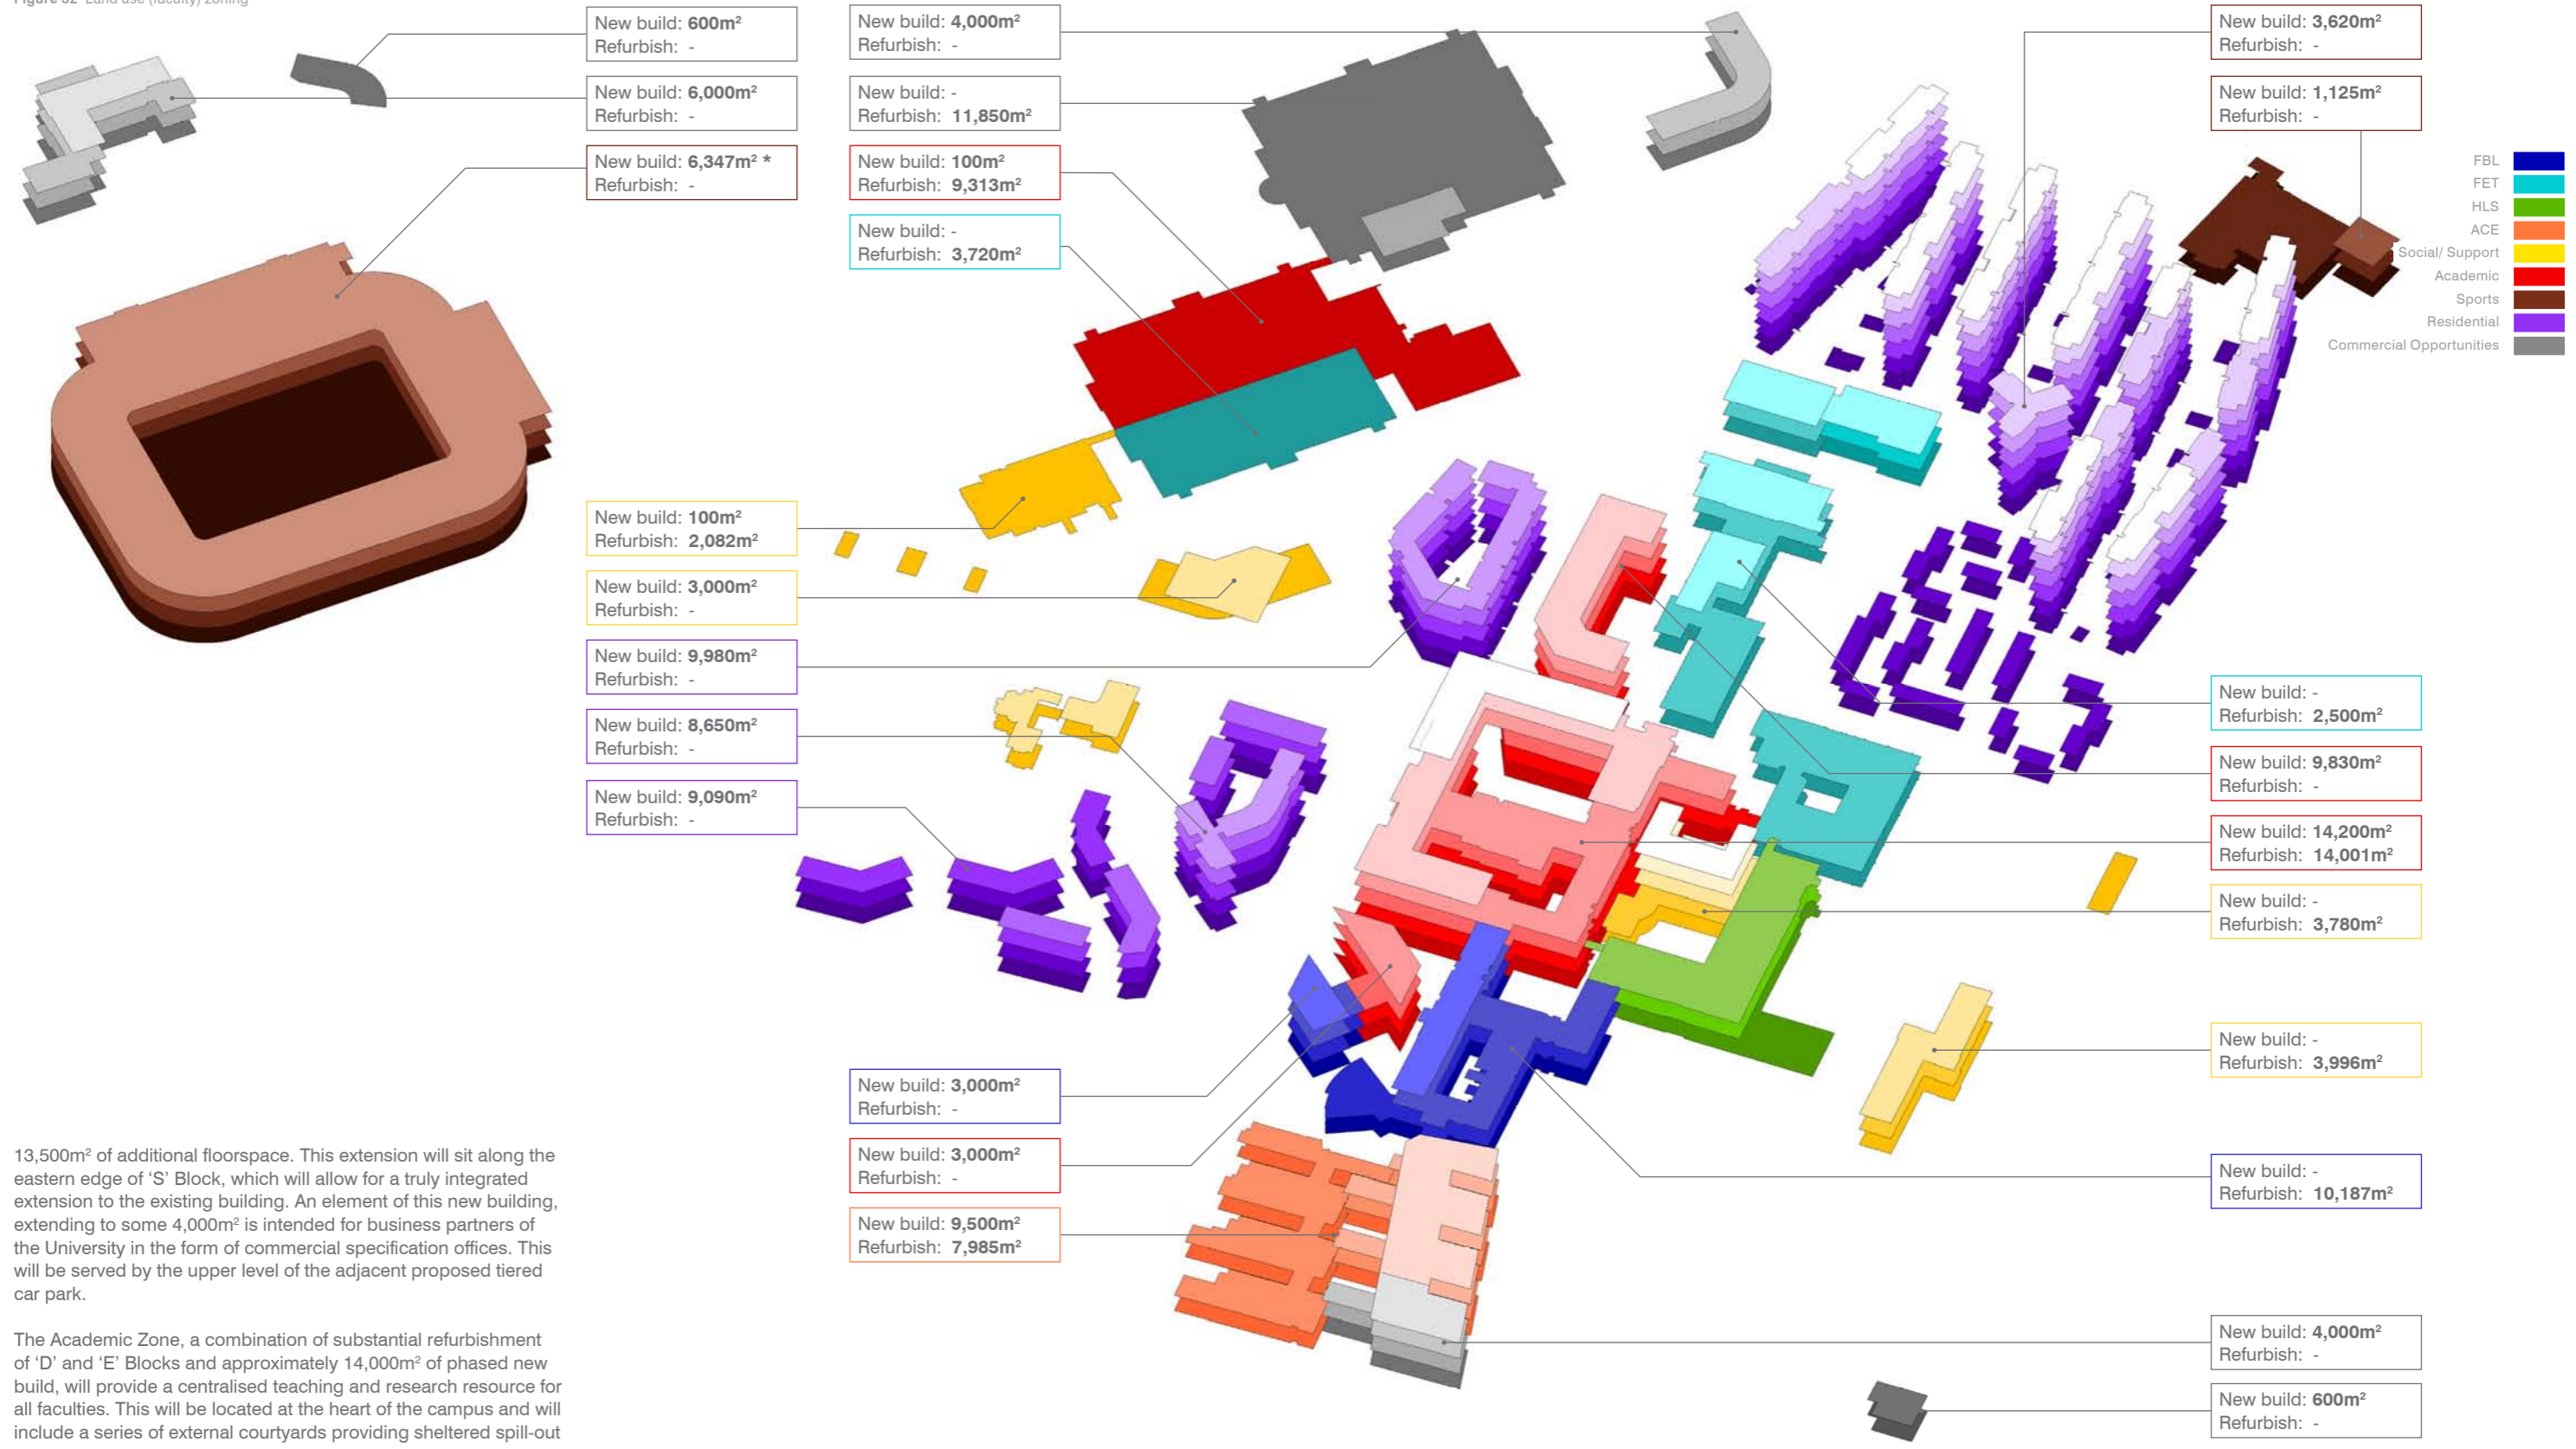 Figure 52 Land use (faculty) zoning
New build: 600m²
Refurbish: -
New build: 6,000m²
Refurbish: -
New build: 6,347m² *
Refurbish: -
New build: 4,000m²
Refurbish: -
New build: -
Refurbish: 11,850m²
New build: 100m²
Refurbish: 9,313m²
New build: -
Refurbish: 3,720m²
New build: 3,620m²
Refurbish: -
New build: 1,125m²
Refurbish: -
FBL
FET
HLS
ACE
Social/ Support
Academic
Sports
Residential
Commercial Opportunities
New build: 100m²
Refurbish: 2,082m²
New build: 3,000m²
Refurbish: -
New build: 9,980m²
Refurbish: -
New build: 8,650m²
Refurbish: -
New build: 9,090m²
Refurbish: -
New build: -
Refurbish: 2,500m²
New build: 9,830m²
Refurbish: -
New build: 14,200m²
Refurbish: 14,001m²
New build: -
Refurbish: 3,780m²
New build: -
Refurbish: 3,996m²
New build: -
Refurbish: 10,187m²
New build: 3,000m²
Refurbish: -
New build: 3,000m²
Refurbish: -
New build: 9,500m²
Refurbish: 7,985m²
New build: 4,000m²
Refurbish: -
New build: 600m²
Refurbish: -
13,500m² of additional floorspace. This extension will sit along the
eastern edge of ‘S’ Block, which will allow for a truly integrated
extension to the existing building. An element of this new building,
extending to some 4,000m² is intended for business partners of
the University in the form of commercial specification offices. This
will be served by the upper level of the adjacent proposed tiered
car park.
The Academic Zone, a combination of substantial refurbishment
of ‘D’ and ‘E’ Blocks and approximately 14,000m² of phased new
build, will provide a centralised teaching and research resource for
all faculties. This will be located at the heart of the campus and will
include a series of external courtyards providing sheltered spill-out